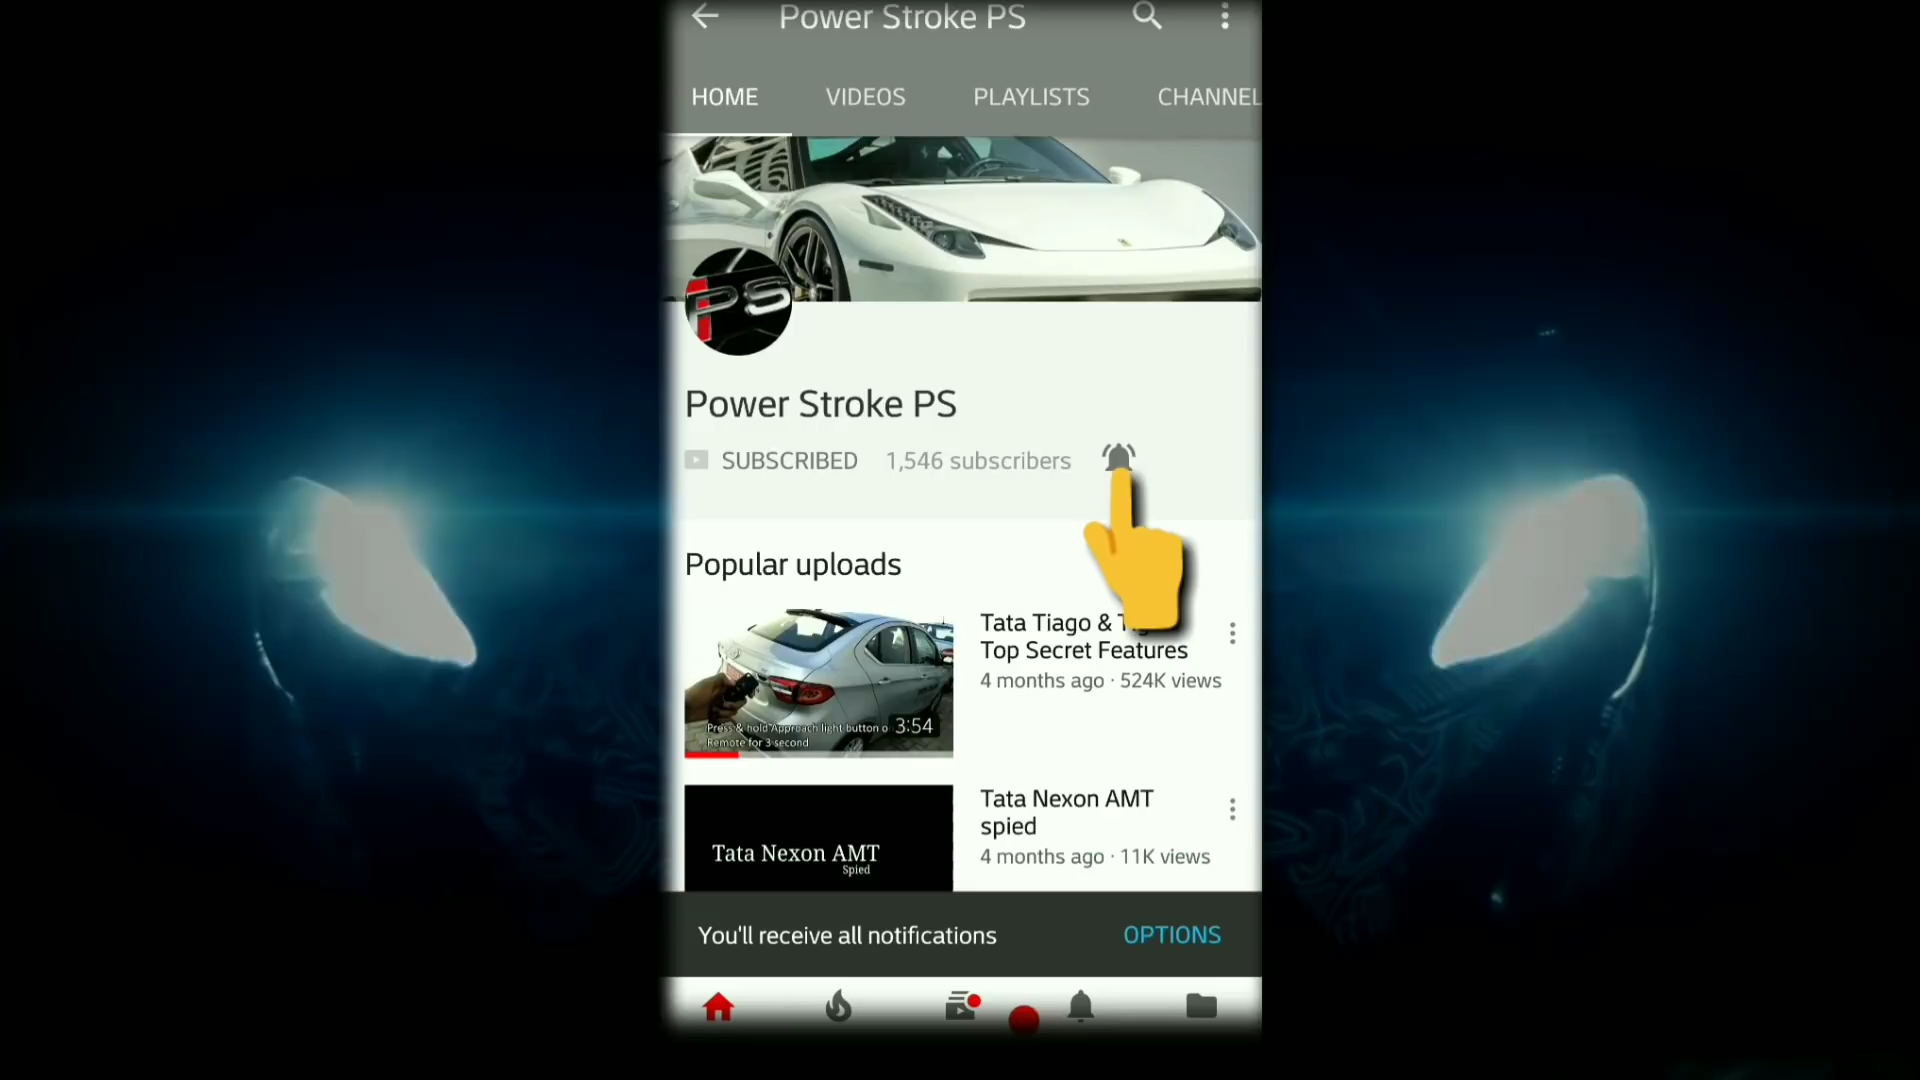 Power Stroke PS
HOME VIDEOS PLAYLISTS CHANNEL
PS
Power Stroke PS
SUBSCRIBED 1,546 subscribers
Popular uploads
Tata Tiago &
Top Secret Features
4 months ago · 524K views
Press & hold Approach light button o
Remote for 3 second
3:54
Tata Nexon AMT
spied
4 months ago · 11K views
Tata Nexon AMT
Spied
You'll receive all notifications OPTIONS